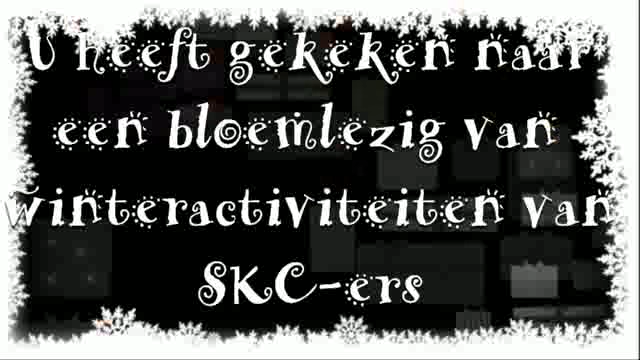 U heeft gekeken naar
een bloemlezig van
winteractiviteiten van
SKC-ers